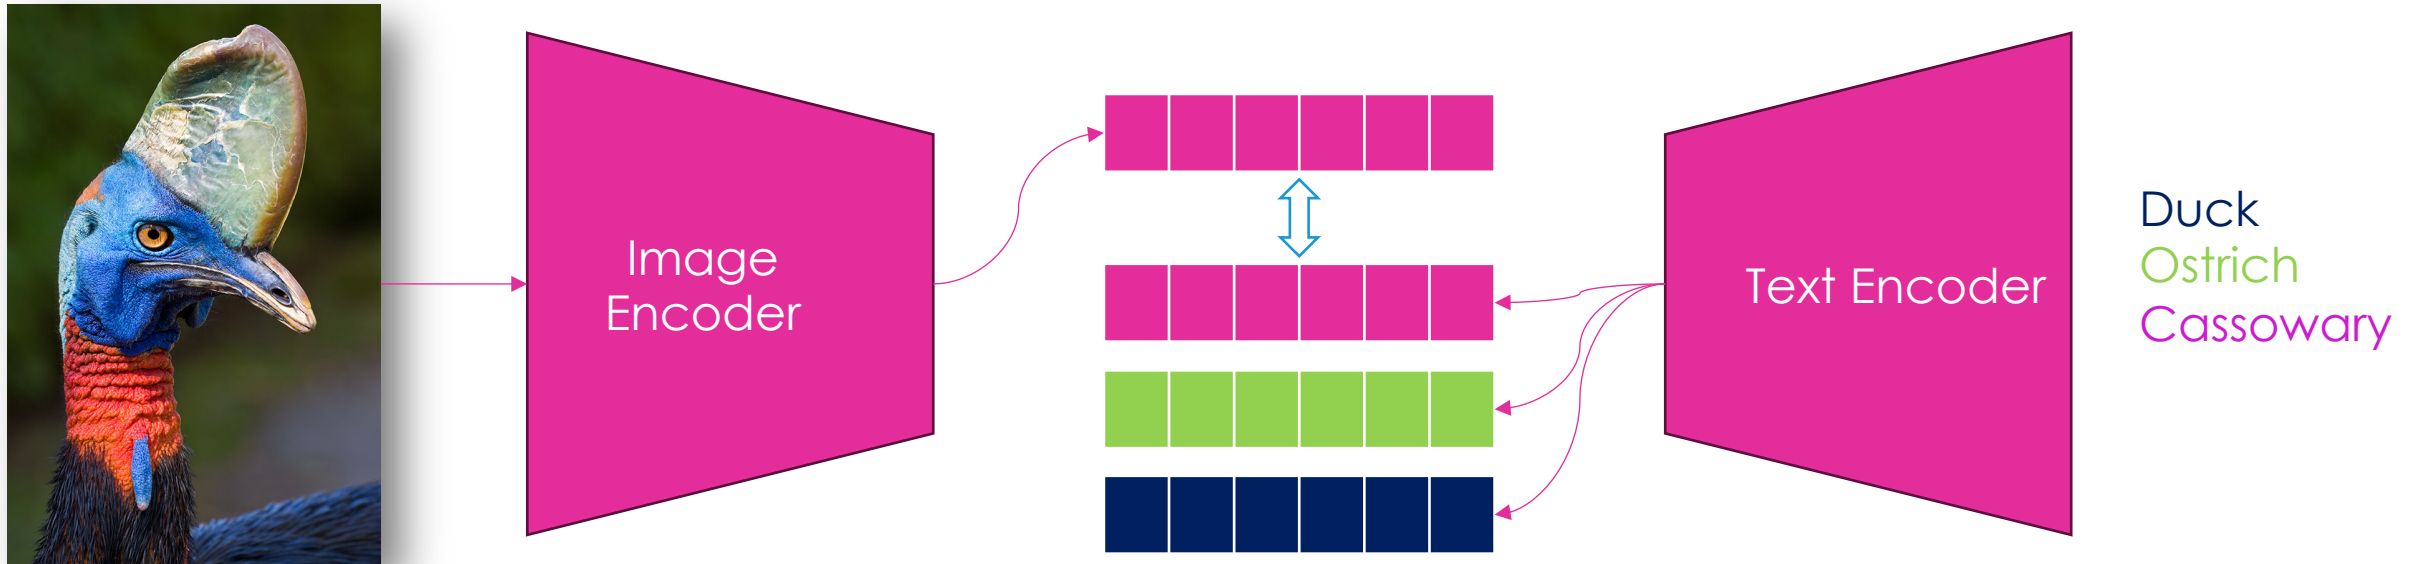 Image
Encoder
Text Encoder
Duck
Ostrich
Cassowary